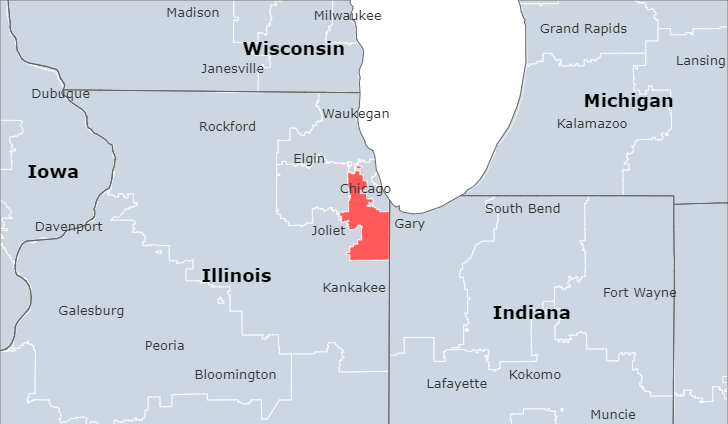 Madison
Milwaukee
Grand Rapids
Wisconsin
Lansing
Janesville
Dubuque
Michigan
Waukegan
Rockford
Kalamazoo
Elgin
Iowa
Chicago
South Bend
Davenport
Joliet
Gary
Illinois
Kankakee
Fort Wayne
Galesburg
Indiana
Peoria
Bloomington
Kokomo
Lafayette
Muncie